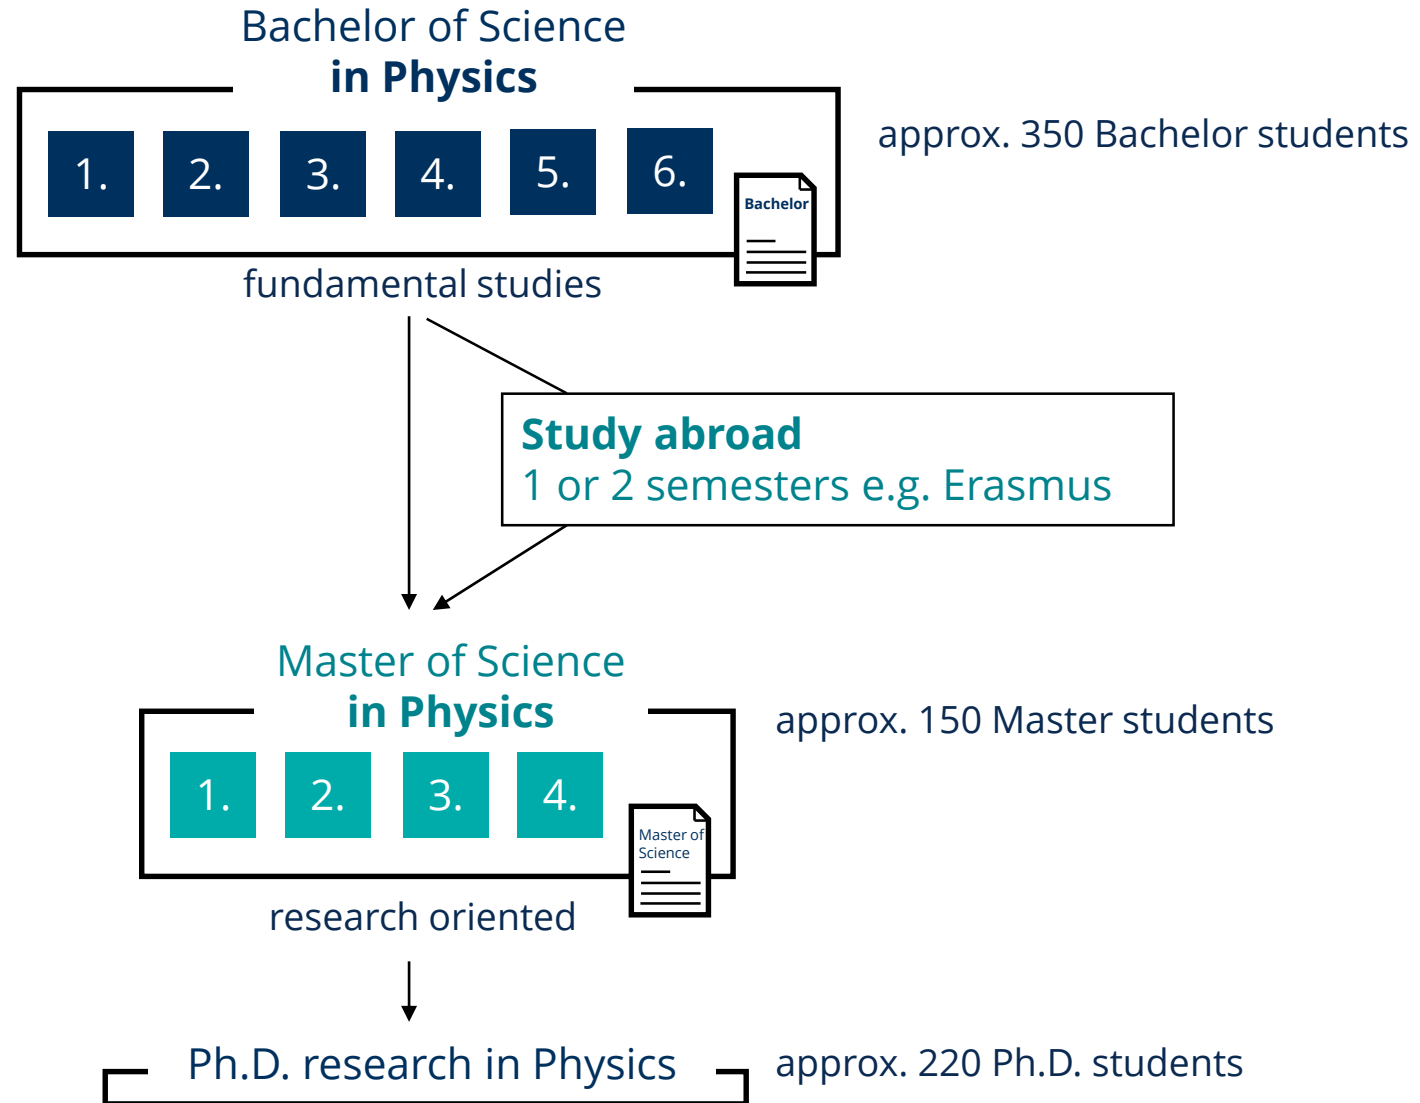 Bachelor of Science
in Physics
approx. 350 Bachelor students
1. 2. 3. 4. 5. 6.
Bachelor
fundamental studies
Study abroad
1 or 2 semesters e.g. Erasmus
Master of Science
in Physics
approx. 150 Master students
1. 2. 3. 4.
Master of
Science
research oriented
Ph.D. research in Physics
approx. 220 Ph.D. students